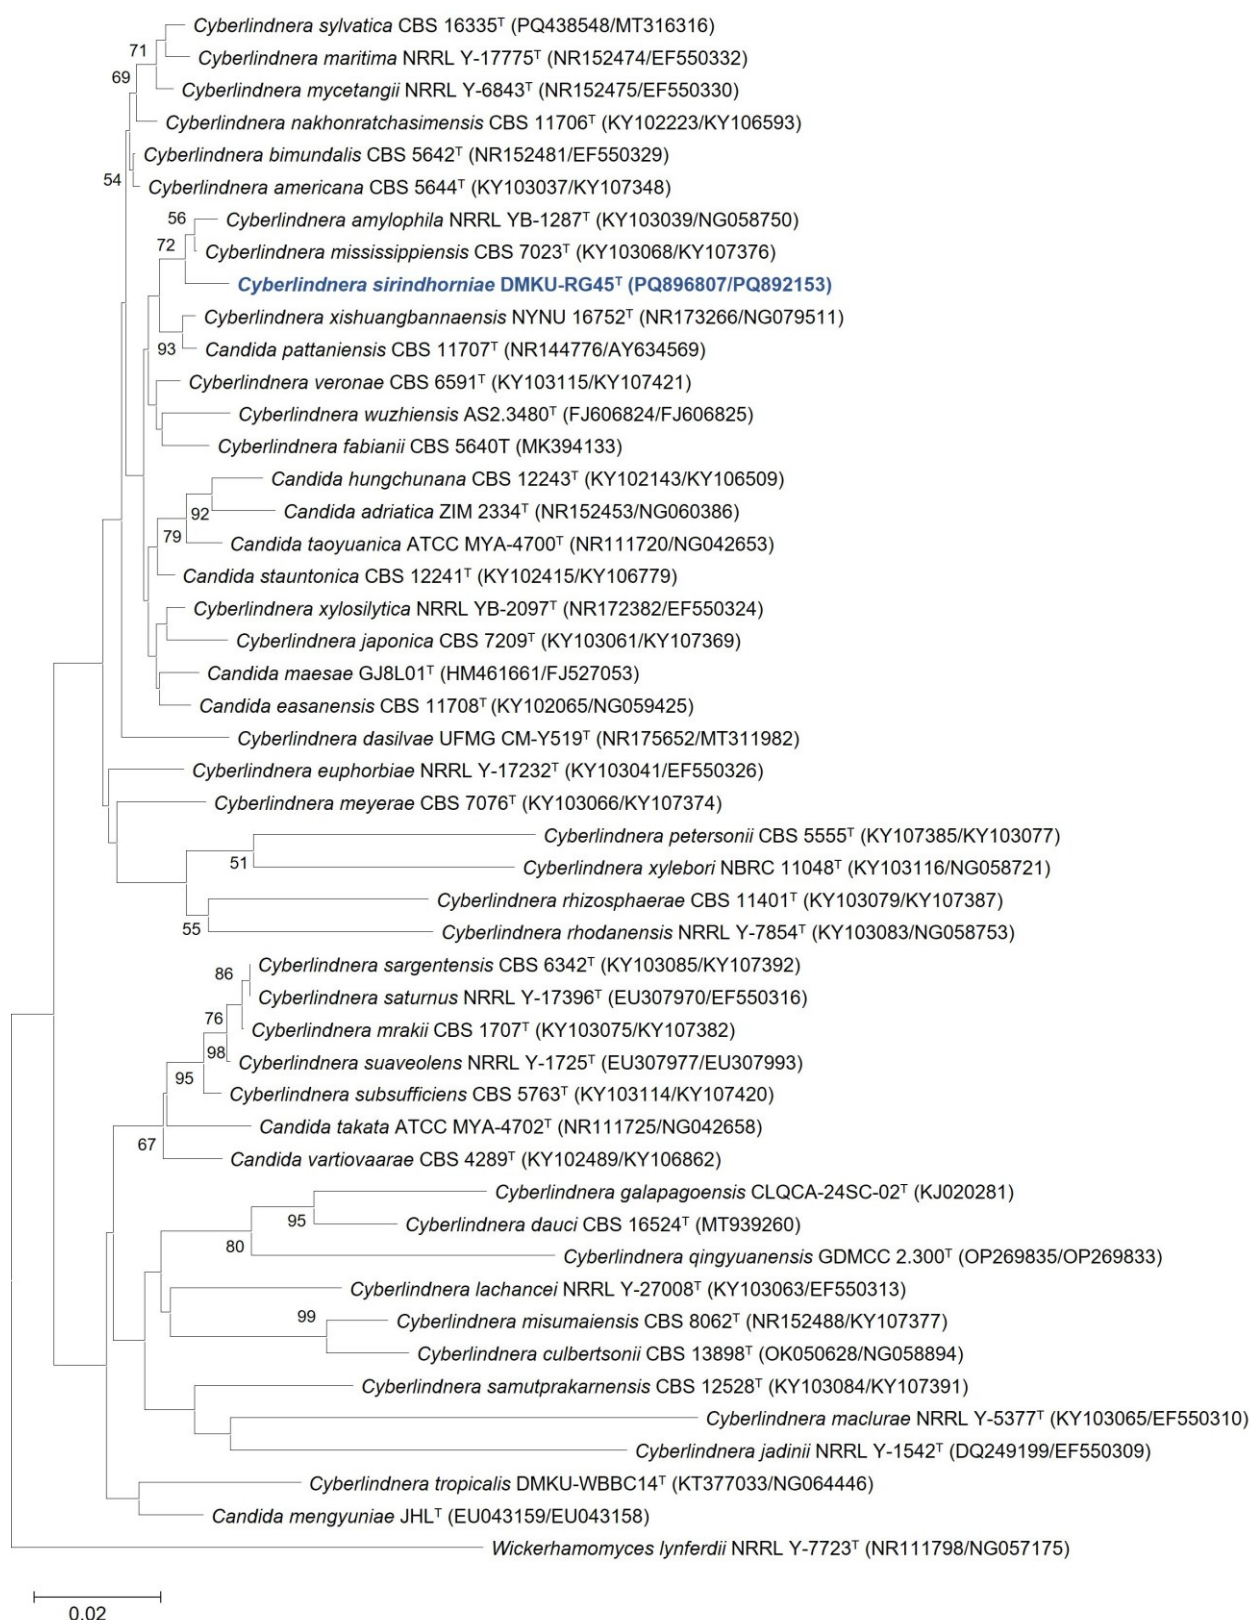 Cyberlindnera sylvatica CBS 16335ᵀ (PQ438548/MT316316)
71
Cyberlindnera maritima NRRL Y-17775ᵀ (NR152474/EF550332)
69
Cyberlindnera mycetangii NRRL Y-6843ᵀ (NR152475/EF550330)
Cyberlindnera nakhonratchasimensis CBS 11706ᵀ (KY102223/KY106593)
Cyberlindnera bimundalis CBS 5642ᵀ (NR152481/EF550329)
54
Cyberlindnera americana CBS 5644ᵀ (KY103037/KY107348)
56
Cyberlindnera amylophila NRRL YB-1287ᵀ (KY103039/NG058750)
72
Cyberlindnera mississippiensis CBS 7023ᵀ (KY103068/KY107376)
Cyberlindnera sirindhorniae DMKU-RG45ᵀ (PQ896807/PQ892153)
Cyberlindnera xishuangbannaensis NYNU 16752ᵀ (NR173266/NG079511)
93
Candida pattaniensis CBS 11707ᵀ (NR144776/AY634569)
Cyberlindnera veronae CBS 6591ᵀ (KY103115/KY107421)
Cyberlindnera wuzhiensis AS2.3480ᵀ (FJ606824/FJ606825)
Cyberlindnera fabianii CBS 5640T (MK394133)
Candida hungchunana CBS 12243ᵀ (KY102143/KY106509)
92
Candida adriatica ZIM 2334ᵀ (NR152453/NG060386)
79
Candida taoyuanica ATCC MYA-4700ᵀ (NR111720/NG042653)
Candida stauntonica CBS 12241ᵀ (KY102415/KY106779)
Cyberlindnera xylosilytica NRRL YB-2097ᵀ (NR172382/EF550324)
Cyberlindnera japonica CBS 7209ᵀ (KY103061/KY107369)
Candida maesae GJ8L01ᵀ (HM461661/FJ527053)
Candida easanensis CBS 11708ᵀ (KY102065/NG059425)
Cyberlindnera dasilvae UFMG CM-Y519ᵀ (NR175652/MT311982)
Cyberlindnera euphorbiae NRRL Y-17232ᵀ (KY103041/EF550326)
Cyberlindnera meyerae CBS 7076ᵀ (KY103066/KY107374)
Cyberlindnera petersonii CBS 5555ᵀ (KY107385/KY103077)
51
Cyberlindnera xylebori NBRC 11048ᵀ (KY103116/NG058721)
Cyberlindnera rhizosphaerae CBS 11401ᵀ (KY103079/KY107387)
55
Cyberlindnera rhodanensis NRRL Y-7854ᵀ (KY103083/NG058753)
86
Cyberlindnera sargentensis CBS 6342ᵀ (KY103085/KY107392)
Cyberlindnera saturnus NRRL Y-17396ᵀ (EU307970/EF550316)
76
Cyberlindnera mrakii CBS 1707ᵀ (KY103075/KY107382)
98
Cyberlindnera suaveolens NRRL Y-1725ᵀ (EU307977/EU307993)
95
Cyberlindnera subsufficiens CBS 5763ᵀ (KY103114/KY107420)
Candida takata ATCC MYA-4702ᵀ (NR111725/NG042658)
67
Candida vartiovaarae CBS 4289ᵀ (KY102489/KY106862)
Cyberlindnera galapagoensis CLQCA-24SC-02ᵀ (KJ020281)
95
Cyberlindnera dauci CBS 16524ᵀ (MT939260)
80
Cyberlindnera qingyuanensis GDMCC 2.300ᵀ (OP269835/OP269833)
Cyberlindnera lachancei NRRL Y-27008ᵀ (KY103063/EF550313)
99
Cyberlindnera misumaiensis CBS 8062ᵀ (NR152488/KY107377)
Cyberlindnera culbertsonii CBS 13898ᵀ (OK050628/NG058894)
Cyberlindnera samutprakarnensis CBS 12528ᵀ (KY103084/KY107391)
Cyberlindnera maclurae NRRL Y-5377ᵀ (KY103065/EF550310)
Cyberlindnera jadinii NRRL Y-1542ᵀ (DQ249199/EF550309)
Cyberlindnera tropicalis DMKU-WBBC14ᵀ (KT377033/NG064446)
Candida mengyuniae JHLᵀ (EU043159/EU043158)
Wickerhamomyces lynferdii NRRL Y-7723ᵀ (NR111798/NG057175)
0.02